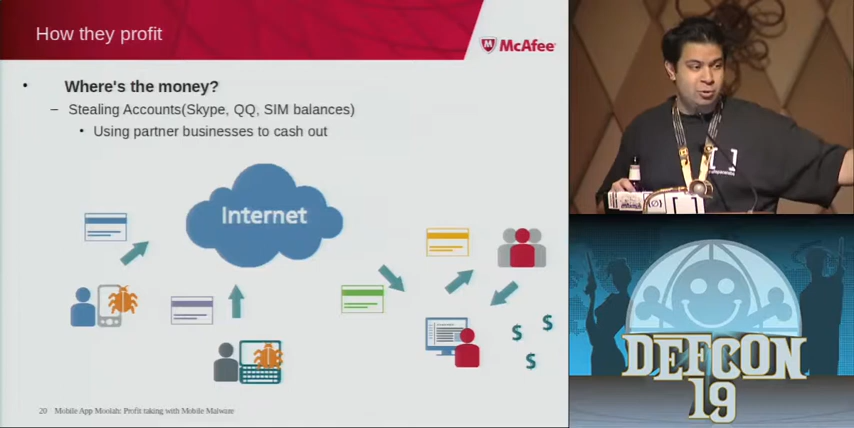 How they profit
McAfee
Where's the money?
Stealing Accounts(Skype, QQ, SIM balances)
Using partner businesses to cash out
Internet
$ $
$
20 Mobile App Moolah: Profit taking with Mobile Malware
DEFCON
19